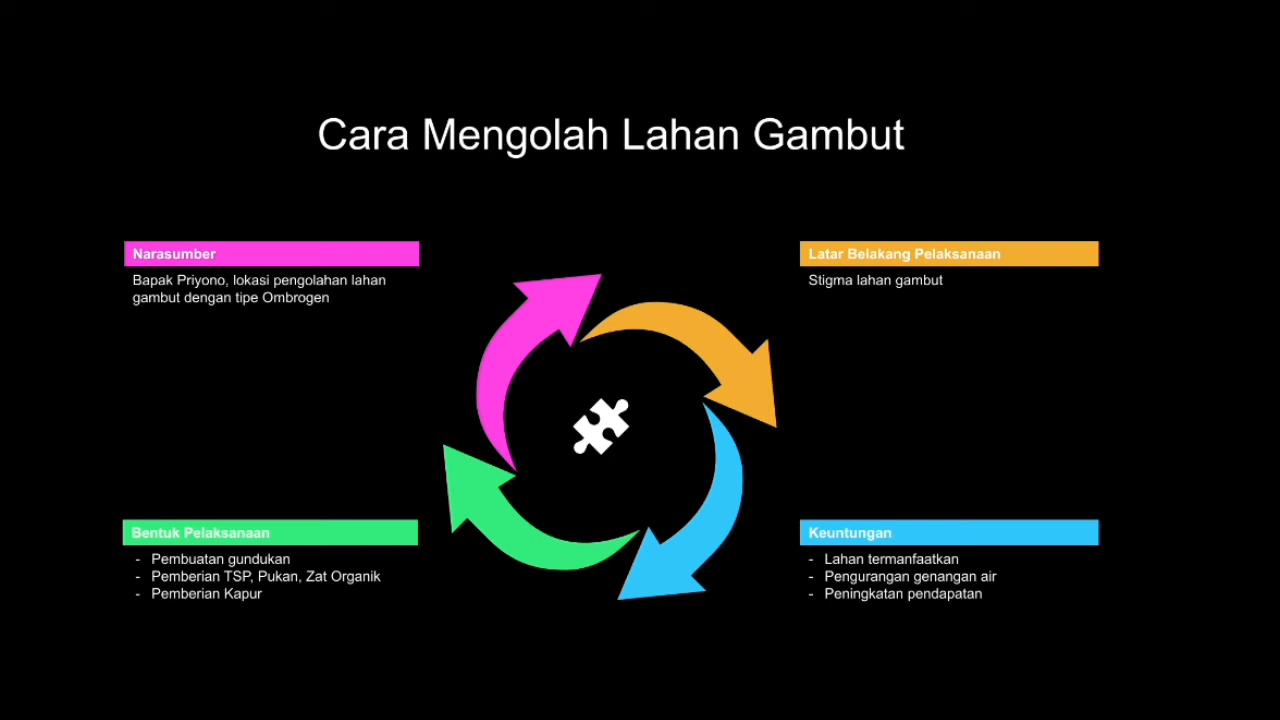 Cara Mengolah Lahan Gambut
Narasumber
Bapak Priyono, lokasi pengolahan lahan
gambut dengan tipe Ombrogen
Latar Belakang Pelaksanaan
Stigma lahan gambut
Bentuk Pelaksanaan
- Pembuatan gundukan
- Pemberian TSP, Pukan, Zat Organik
- Pemberian Kapur
Keuntungan
- Lahan termanfaatkan
- Pengurangan genangan air
- Peningkatan pendapatan